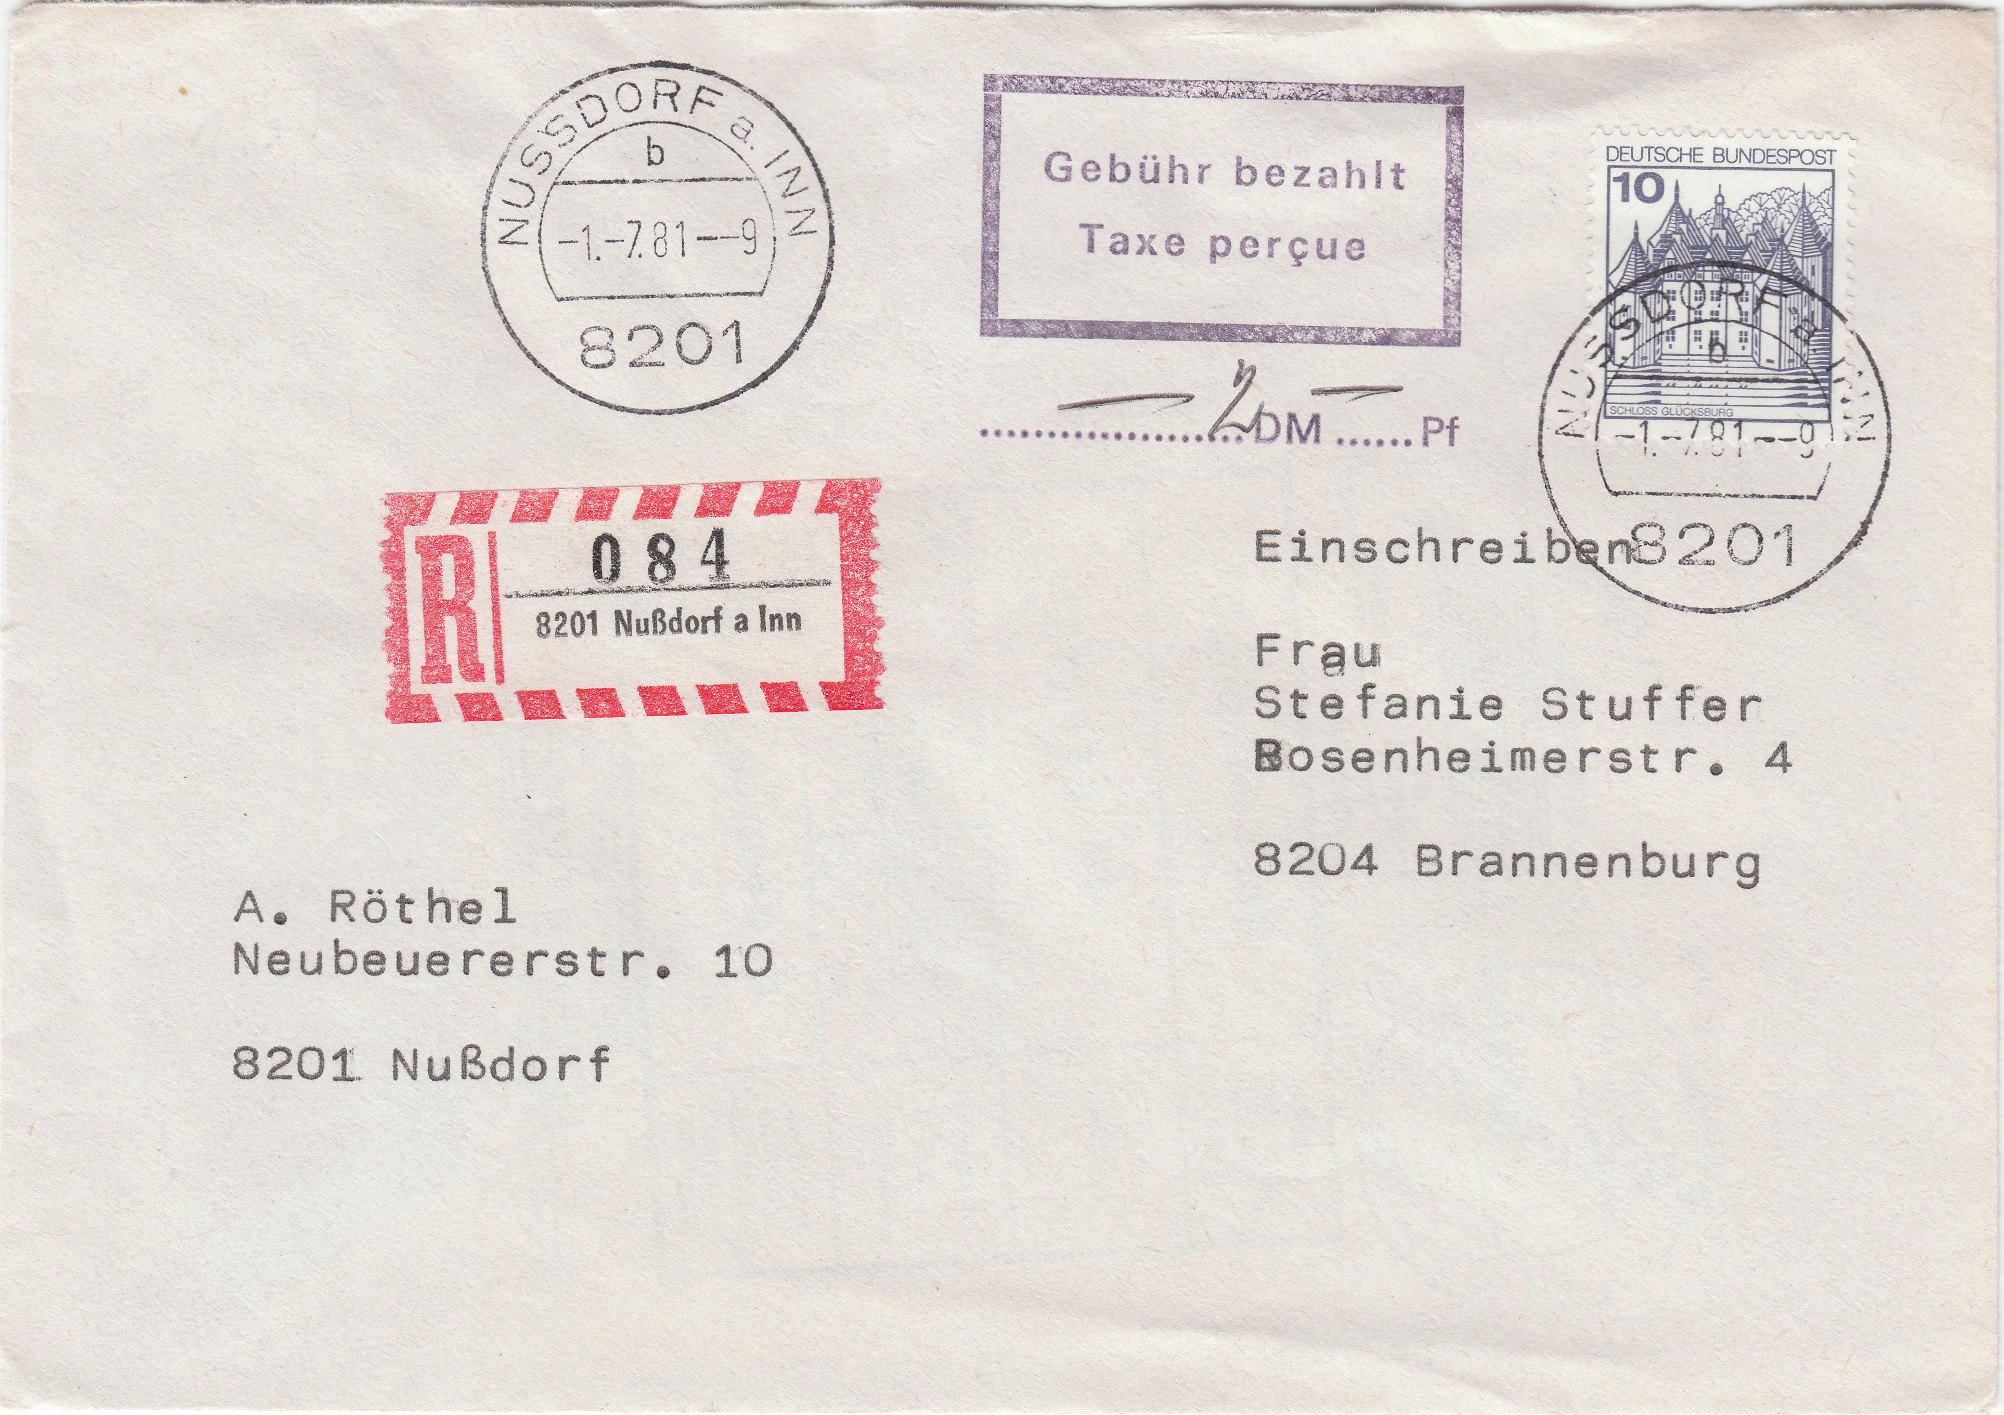 NUSSDORF a. INN
b
-1.-7.81--9
8201
Gebühr bezahlt
Taxe perçue
— 2 DM — Pf
DEUTSCHE BUNDESPOST
10
SCHLOSS GLÜCKSBURG
NUSSDORF a INN
b
-1.-7.81--9
8201
R
084
8201 Nußdorf a Inn
Einschreiben
Frau
Stefanie Stuffer
Rosenheimerstr. 4
8204 Brannenburg
A. Röthel
Neubeuererstr. 10
8201 Nußdorf